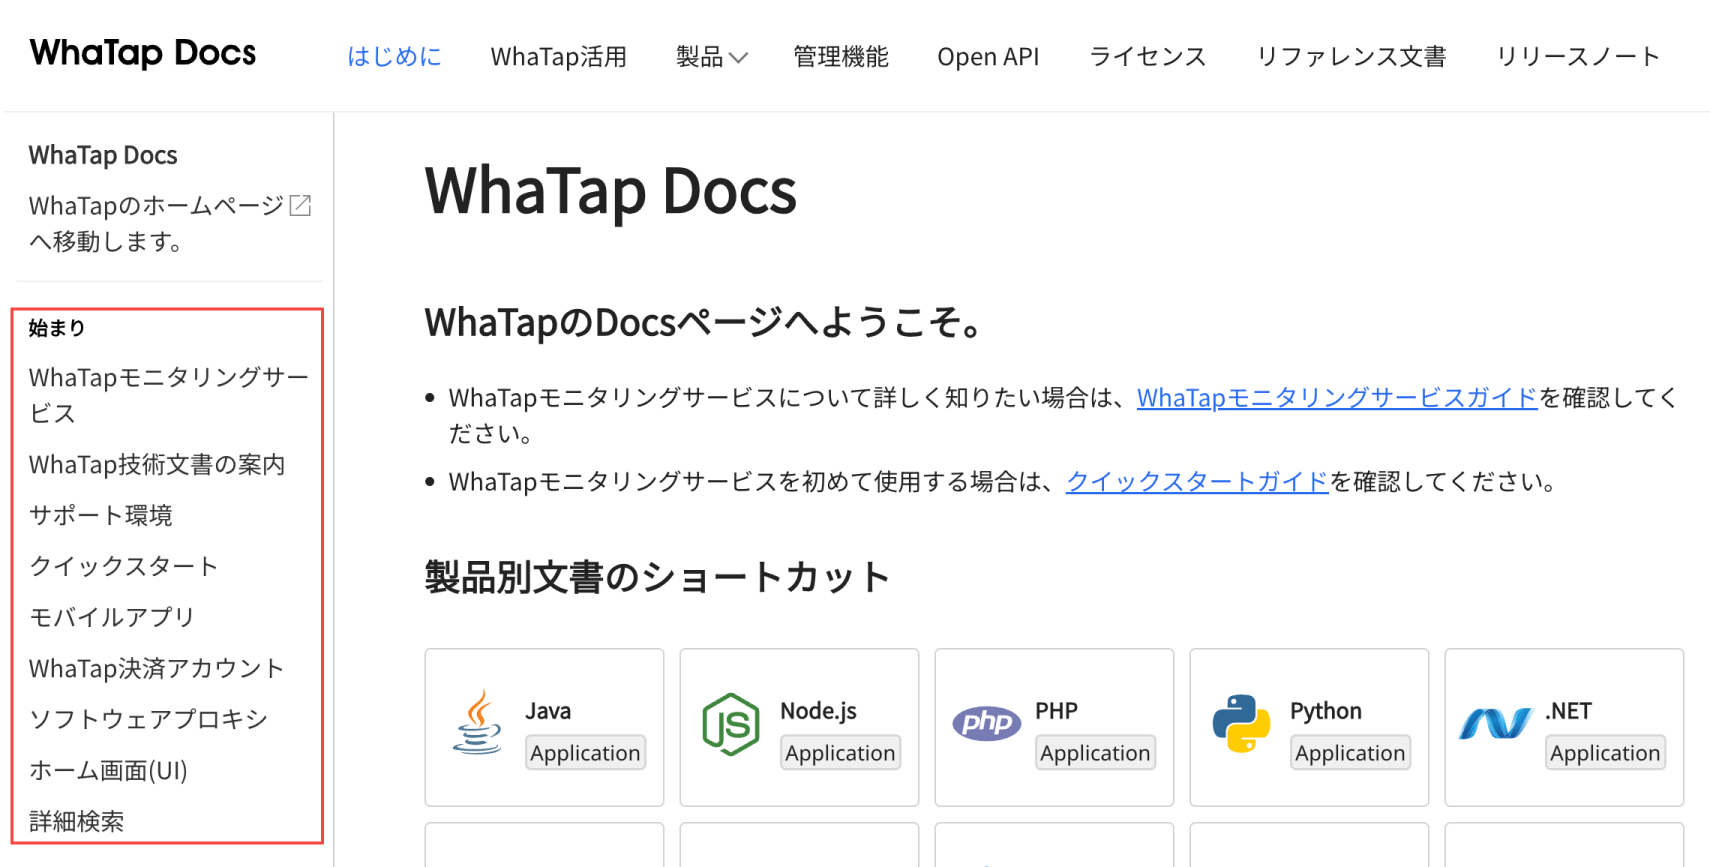 WhaTap Docs
はじめに
WhaTap活用
製品
管理機能
Open API
ライセンス
リファレンス文書
リリースノート
WhaTap Docs
WhaTapのホームページ
へ移動します。
始まり
WhaTapモニタリングサー
ビス
WhaTap技術文書の案内
サポート環境
クイックスタート
モバイルアプリ
WhaTap決済アカウント
ソフトウェアプロキシ
ホーム画面(UI)
詳細検索
WhaTap Docs
WhaTapのDocsページへようこそ。
• WhaTapモニタリングサービスについて詳しく知りたい場合は、WhaTapモニタリングサービスガイドを確認してく
ださい。
• WhaTapモニタリングサービスを初めて使用する場合は、クイックスタートガイドを確認してください。
製品別文書のショートカット
Java
Application
JS
Node.js
Application
php
PHP
Application
Python
Application
.NET
Application